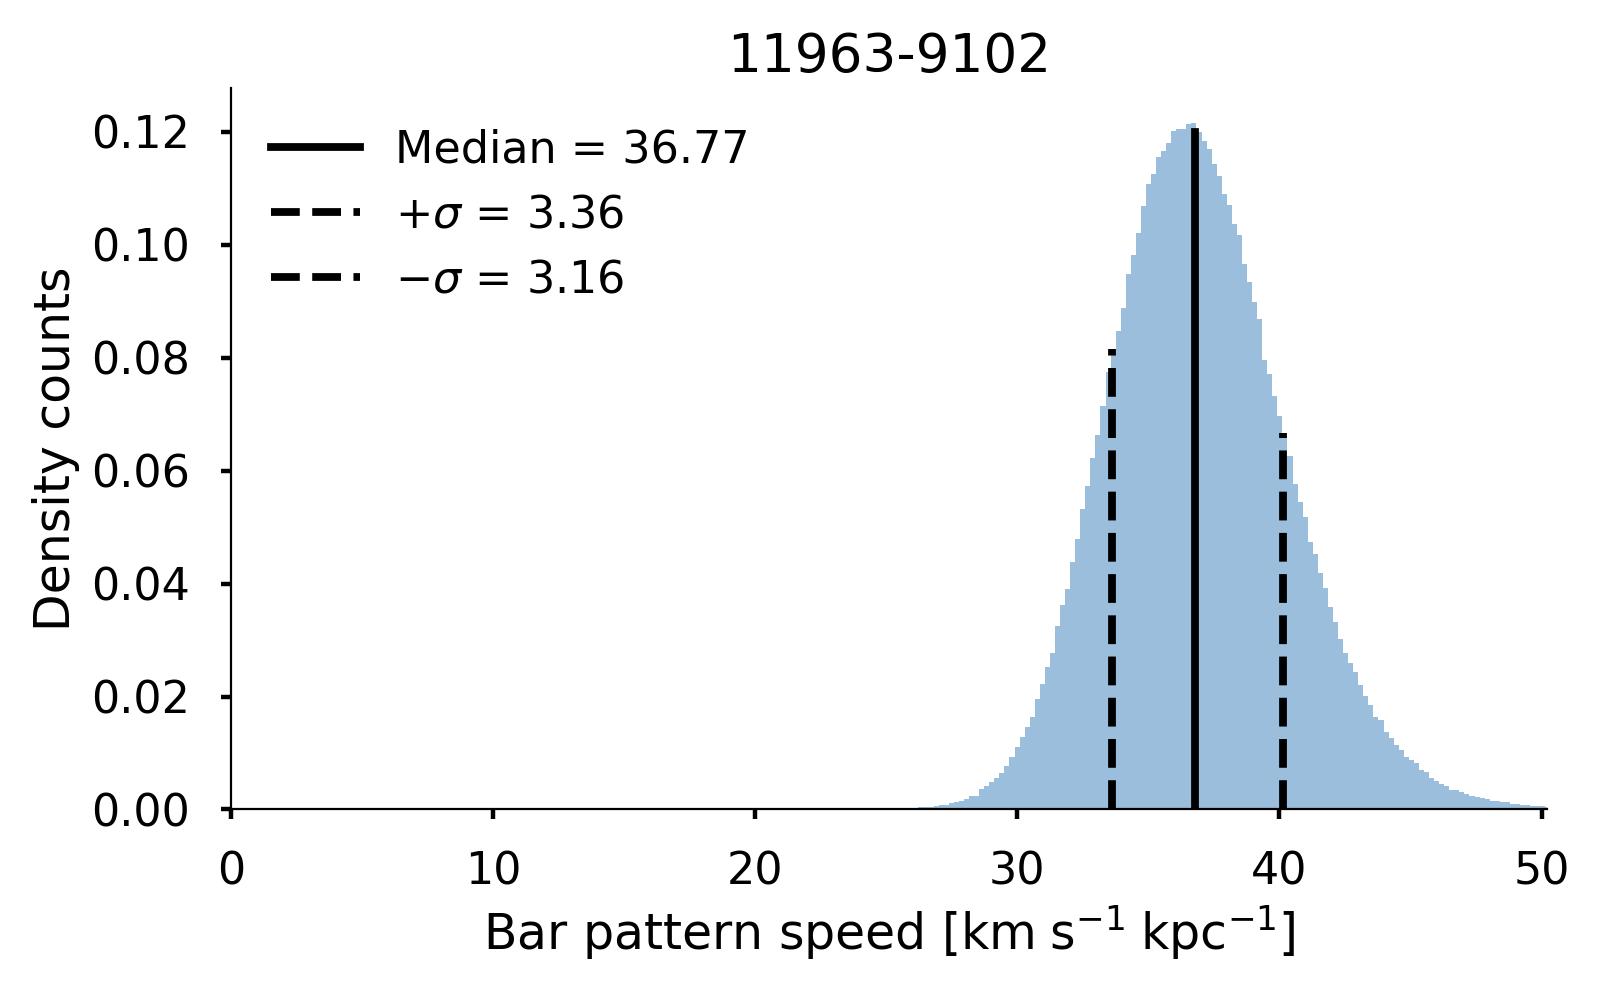 11963-9102
Median = 36.77
+σ = 3.36
−σ = 3.16
Density counts
0.12
0.10
0.08
0.06
0.04
0.02
0.00
0 10 20 30 40 50
Bar pattern speed [km s⁻¹ kpc⁻¹]